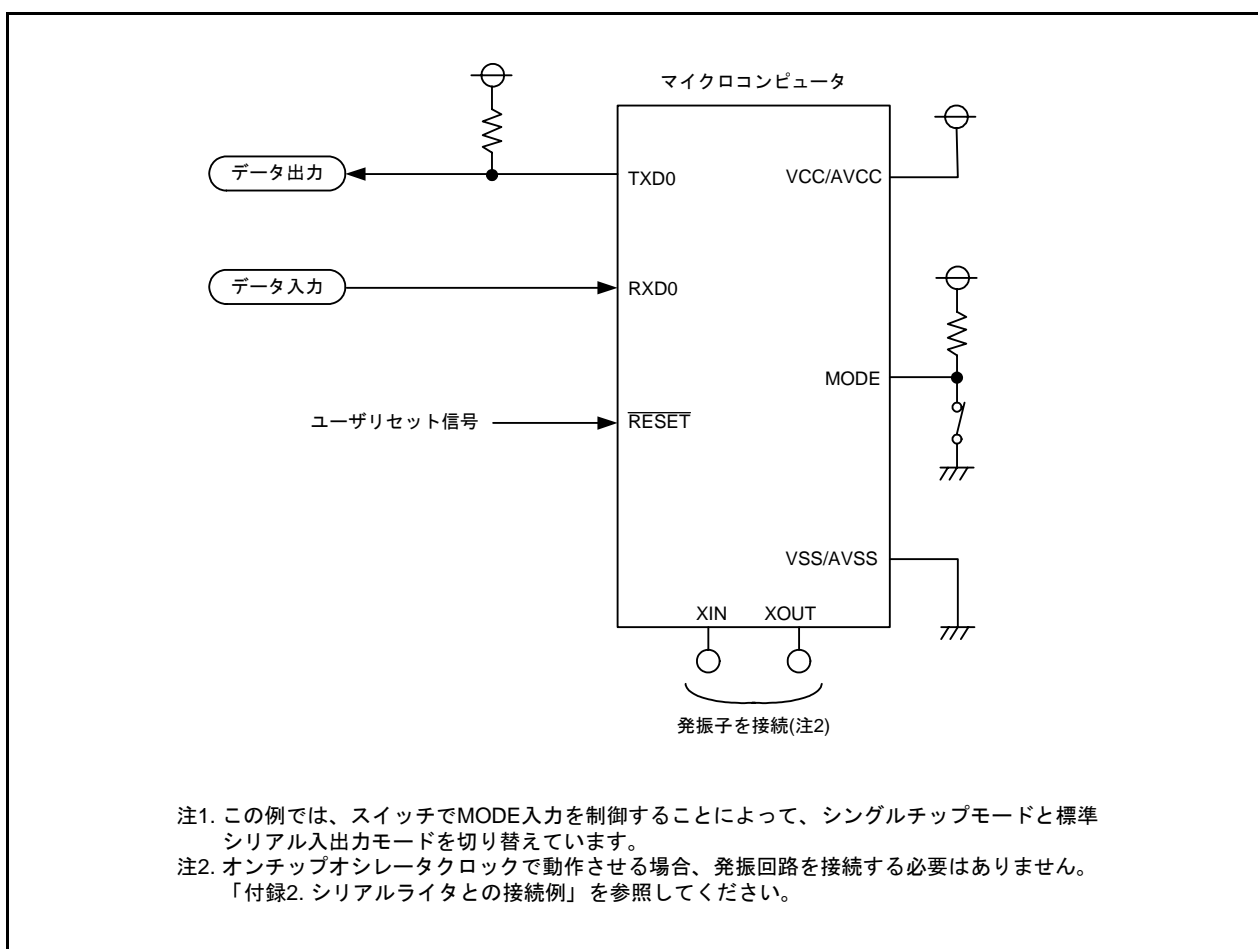 マイクロコンピュータ
データ出力
TXD0
VCC/AVCC
データ入力
RXD0
MODE
ユーザリセット信号
RESET
VSS/AVSS
XIN
XOUT
発振子を接続(注2)
注1. この例では、スイッチでMODE入力を制御することによって、シングルチップモードと標準
シリアル入出力モードを切り替えています。
注2. オンチップオシレータクロックで動作させる場合、発振回路を接続する必要はありません。
「付録2. シリアルライタとの接続例」を参照してください。